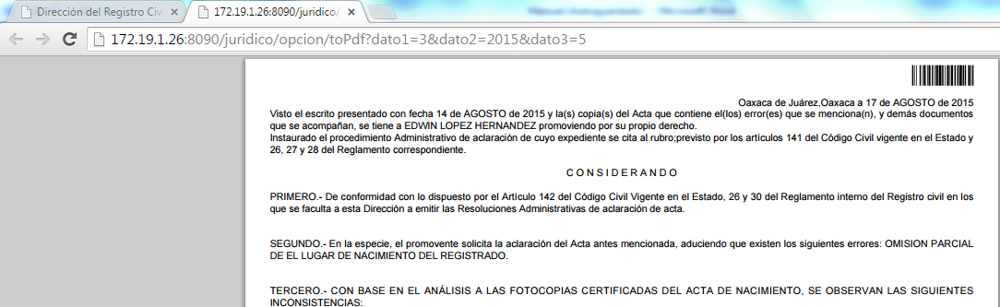 Dirección del Registro Civ
172.19.1.26:8090/juridico/
172.19.1.26:8090/juridico/opcion/toPdf?dato1=3&dato2=2015&dato3=5
Oaxaca de Juárez,Oaxaca a 17 de AGOSTO de 2015
Visto el escrito presentado con fecha 14 de AGOSTO de 2015 y la(s) copia(s) del Acta que contiene el(los) error(es) que se menciona(n), y demás documentos
que se acompañan, se tiene a EDWIN LOPEZ HERNANDEZ promoviendo por su propio derecho.
Instaurado el procedimiento Administrativo de aclaración de cuyo expediente se cita al rubro;previsto por los artículos 141 del Código Civil vigente en el Estado y
26, 27 y 28 del Reglamento correspondiente.
C O N S I D E R A N D O
PRIMERO.- De conformidad con lo dispuesto por el Artículo 142 del Código Civil Vigente en el Estado, 26 y 30 del Reglamento interno del Registro civil en los
que se faculta a esta Dirección a emitir las Resoluciones Administrativas de aclaración de acta.
SEGUNDO.- En la especie, el promovente solicita la aclaración del Acta antes mencionada, aduciendo que existen los siguientes errores: OMISION PARCIAL
DE EL LUGAR DE NACIMIENTO DEL REGISTRADO.
TERCERO.- CON BASE EN EL ANÁLISIS A LAS FOTOCOPIAS CERTIFICADAS DEL ACTA DE NACIMIENTO, SE OBSERVAN LAS SIGUIENTES
INCONSISTENCIAS: